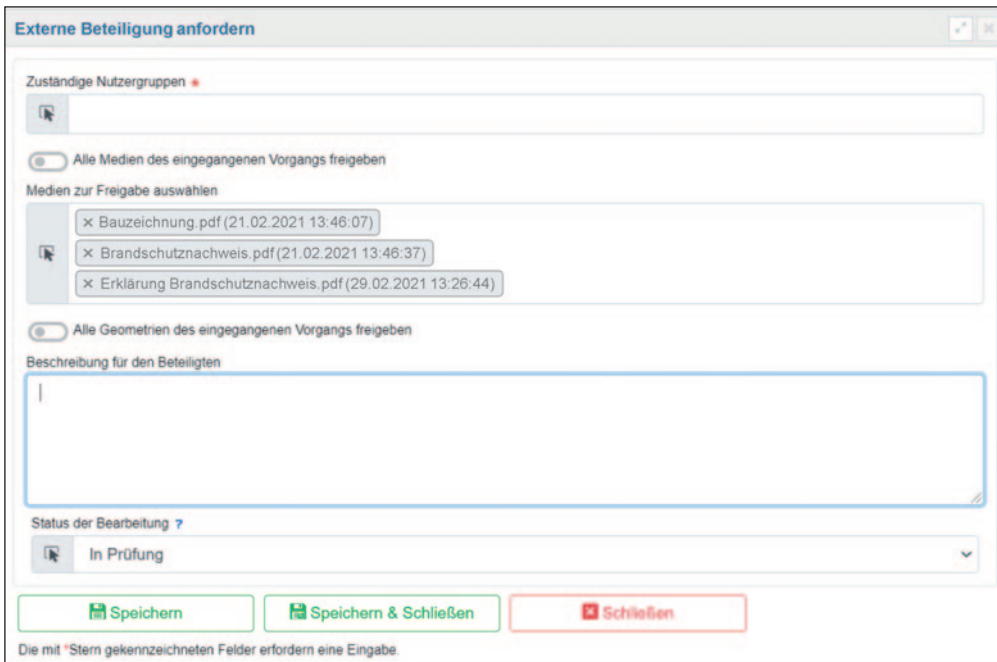 Externe Beteiligung anfordern
Zuständige Nutzergruppen *
Alle Medien des eingegangenen Vorgangs freigeben
Medien zur Freigabe auswählen
× Bauzeichnung.pdf (21.02.2021 13:46:07)
× Brandschutznachweis.pdf (21.02.2021 13:46:37)
× Erklärung Brandschutznachweis.pdf (29.02.2021 13:26:44)
Alle Geometrien des eingegangenen Vorgangs freigeben
Beschreibung für den Beteiligten
Status der Bearbeitung ?
In Prüfung
Speichern Speichern & Schließen Schließen
Die mit *Stern gekennzeichneten Felder erfordern eine Eingabe.